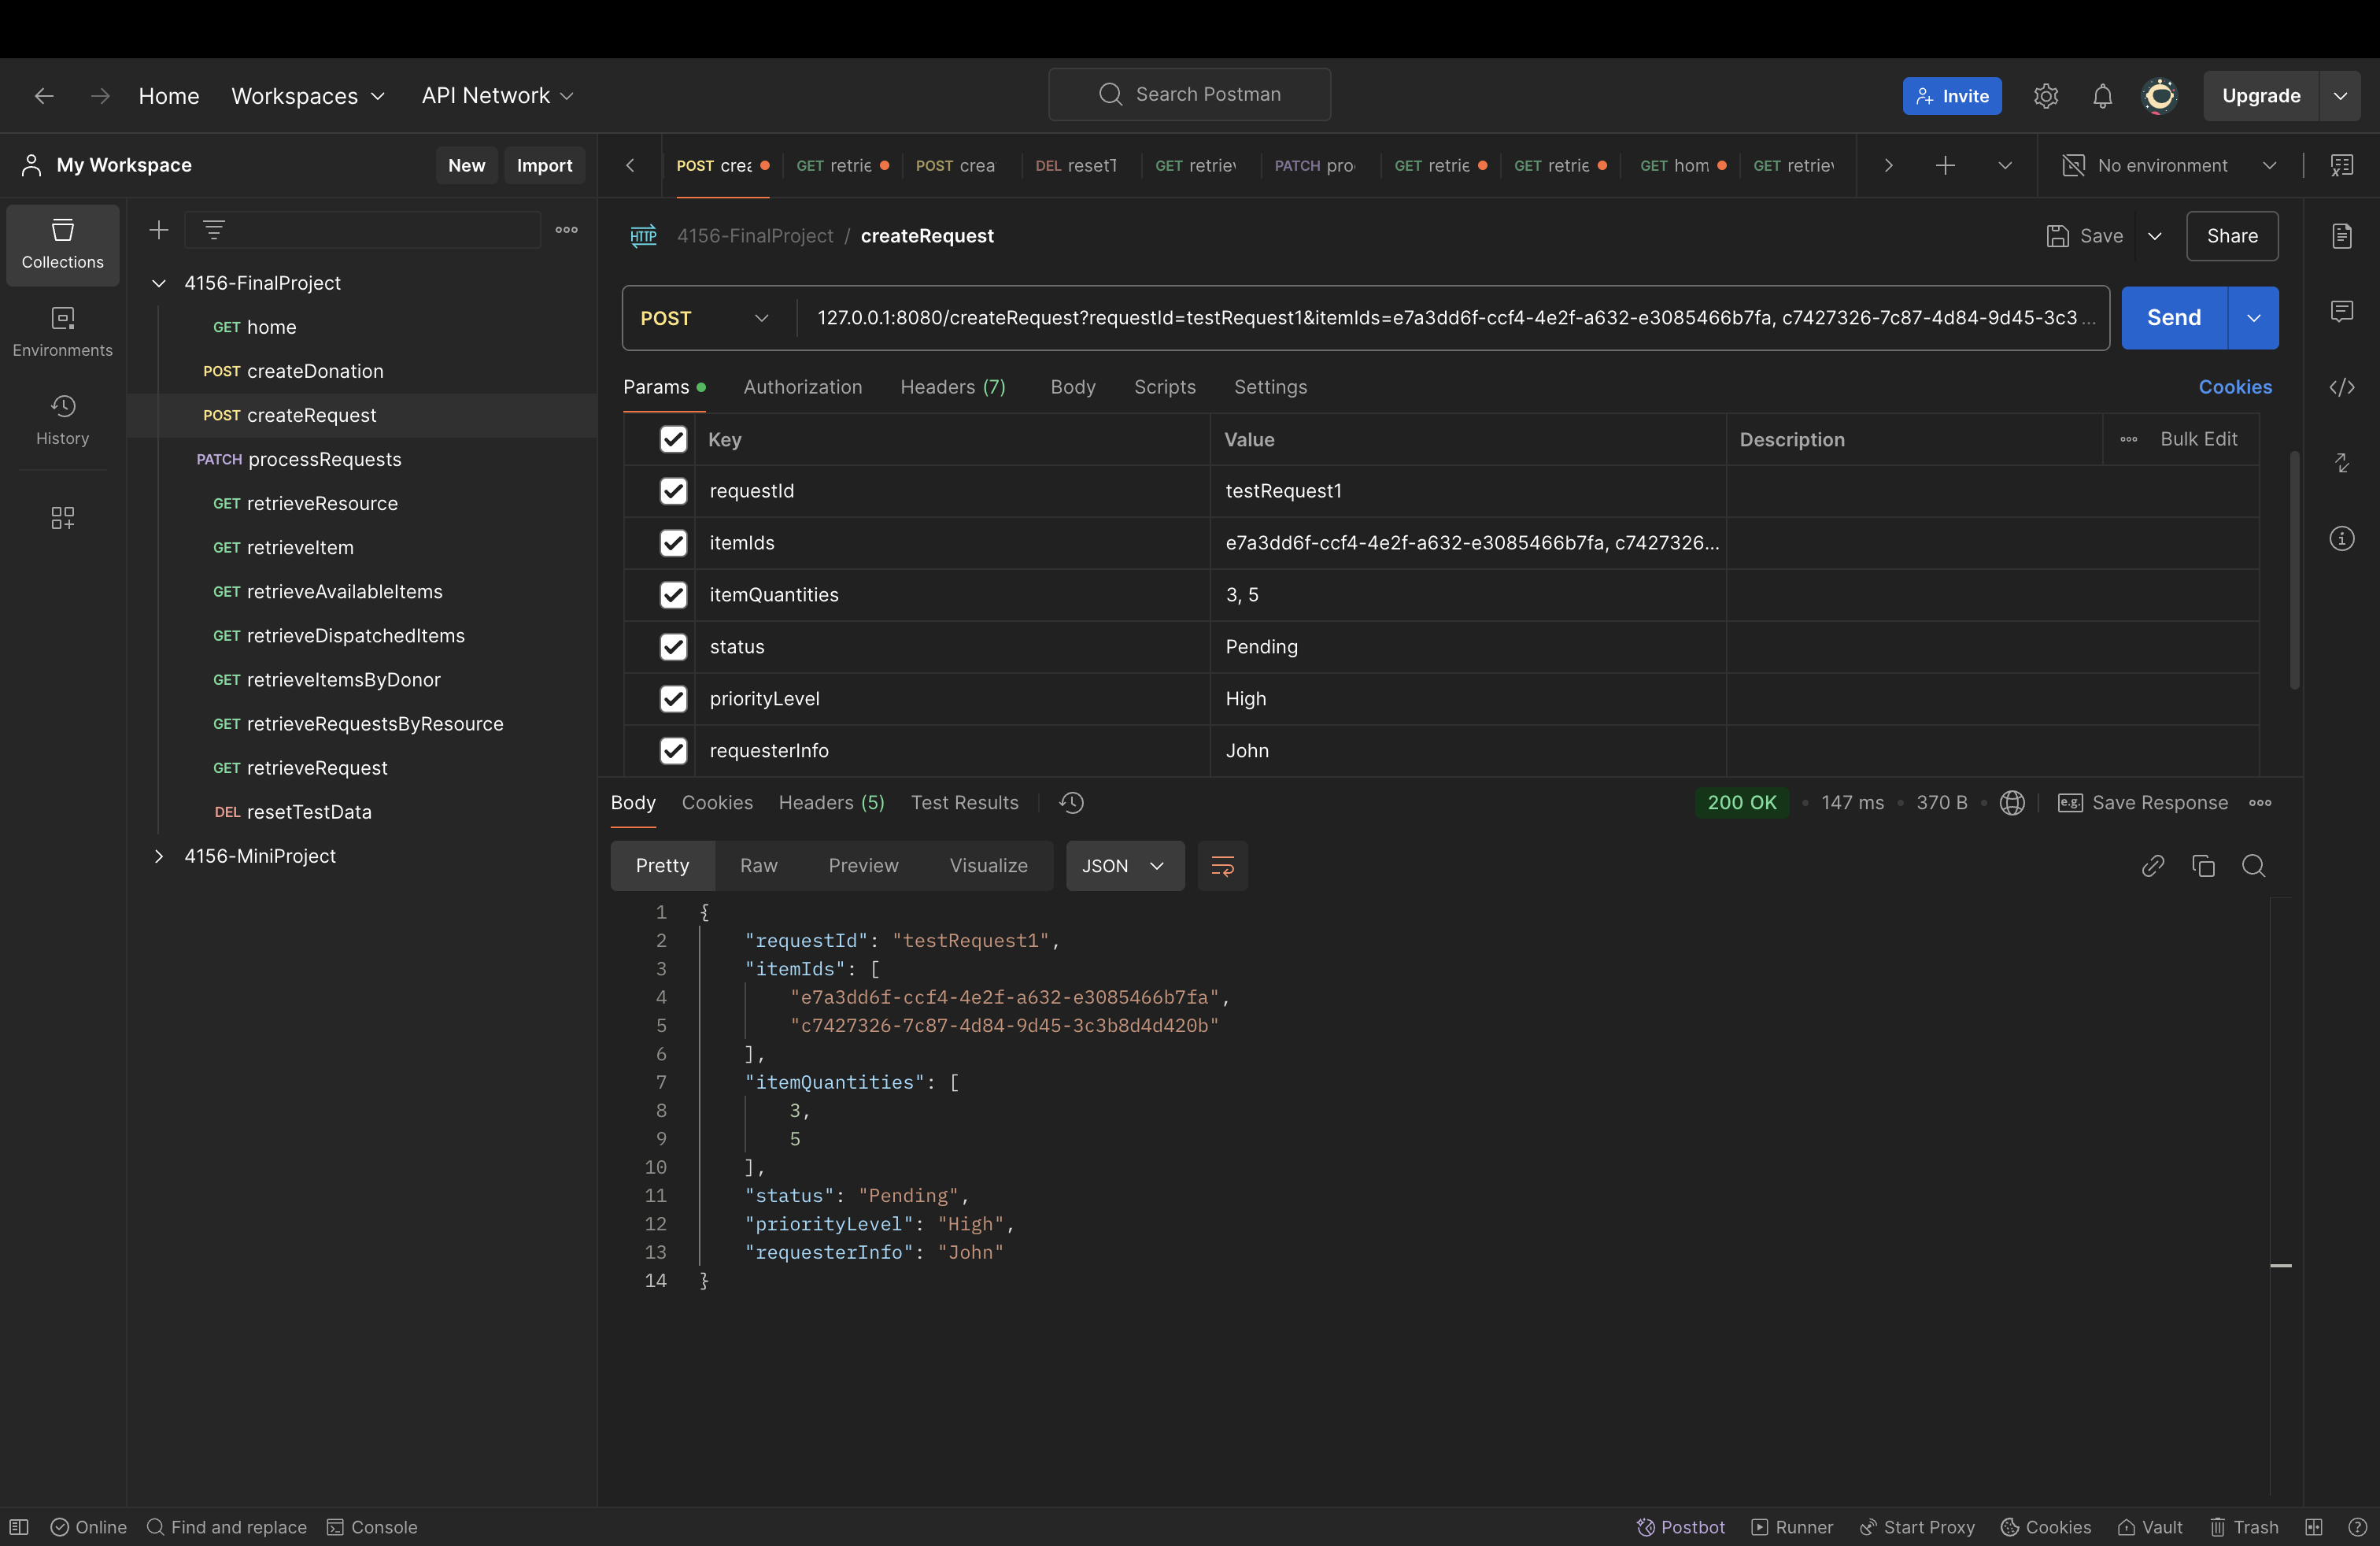 Home Workspaces API Network Search Postman Invite Upgrade
My Workspace New Import POST crea GET retrie POST crea DEL resetT GET retriev PATCH pro GET retrie GET retrie GET hom GET retriev No environment
Collections
Environments
History
4156-FinalProject
GET home
POST createDonation
POST createRequest
PATCH processRequests
GET retrieveResource
GET retrieveItem
GET retrieveAvailableItems
GET retrieveDispatchedItems
GET retrieveItemsByDonor
GET retrieveRequestsByResource
GET retrieveRequest
DEL resetTestData
4156-MiniProject
HTTP 4156-FinalProject / createRequest Save Share
POST 127.0.0.1:8080/createRequest?requestId=testRequest1&itemIds=e7a3dd6f-ccf4-4e2f-a632-e3085466b7fa, c7427326-7c87-4d84-9d45-3c3 ... Send
Params Authorization Headers (7) Body Scripts Settings Cookies
Key Value Description Bulk Edit
requestId testRequest1
itemIds e7a3dd6f-ccf4-4e2f-a632-e3085466b7fa, c7427326...
itemQuantities 3, 5
status Pending
priorityLevel High
requesterInfo John
Body Cookies Headers (5) Test Results 200 OK 147 ms 370 B e.g. Save Response
Pretty Raw Preview Visualize JSON
1 {
2 "requestId": "testRequest1",
3 "itemIds": [
4 "e7a3dd6f-ccf4-4e2f-a632-e3085466b7fa",
5 "c7427326-7c87-4d84-9d45-3c3b8d4d420b"
6 ],
7 "itemQuantities": [
8 3,
9 5
10 ],
11 "status": "Pending",
12 "priorityLevel": "High",
13 "requesterInfo": "John"
14 }
Online Find and replace Console Postbot Runner Start Proxy Cookies Vault Trash